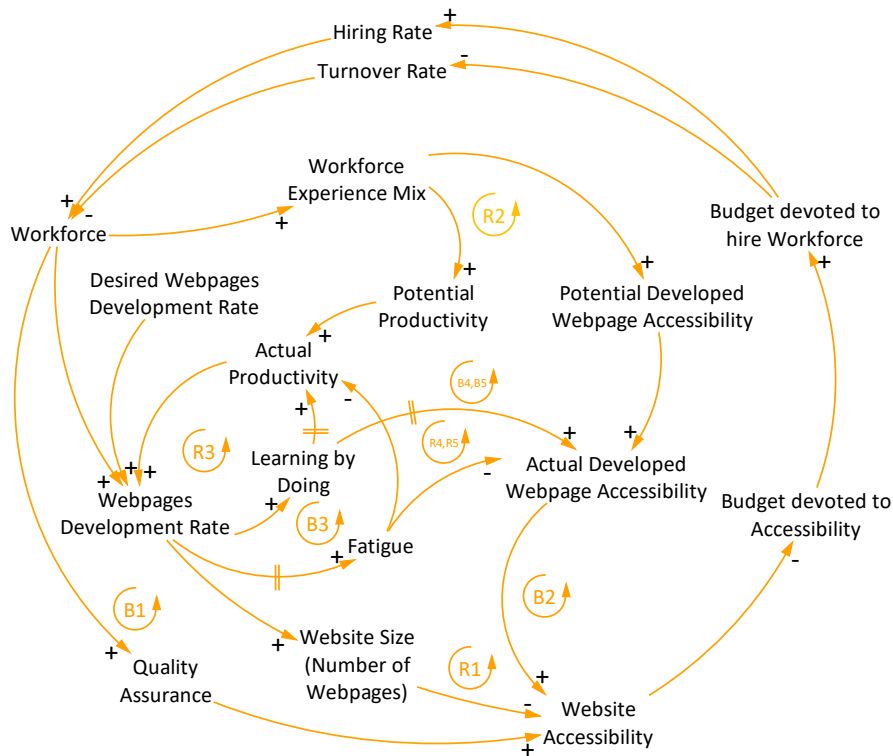 +
Hiring Rate
-
Turnover Rate
Workforce
Experience Mix
+
R2
+
-
Workforce
+
Budget devoted to
hire Workforce
+
Desired Webpages
Development Rate
+
Potential
Productivity
+
Potential Developed
Webpage Accessibility
+
Actual
Productivity
+
-
B4,B5
R4,R5
+
+
R3
Learning by
Doing
Actual Developed
Webpage Accessibility
-
+
+
+
Webpages
Development Rate
+
B3
Budget devoted to
Accessibility
-
+
Fatigue
B1
B2
+
Quality
Assurance
+
Website Size
(Number of
Webpages)
R1
+
-
Website
Accessibility
+